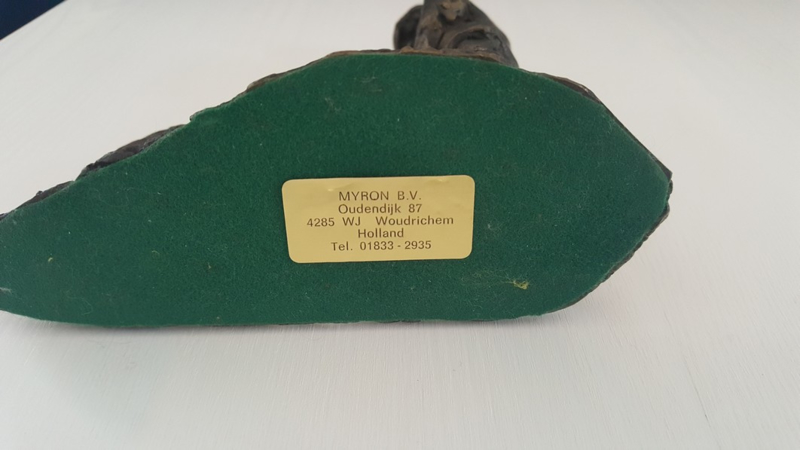 MYRON B.V.
Oudendijk 87
4285 WJ Woudrichem
Holland
Tel. 01833-2935